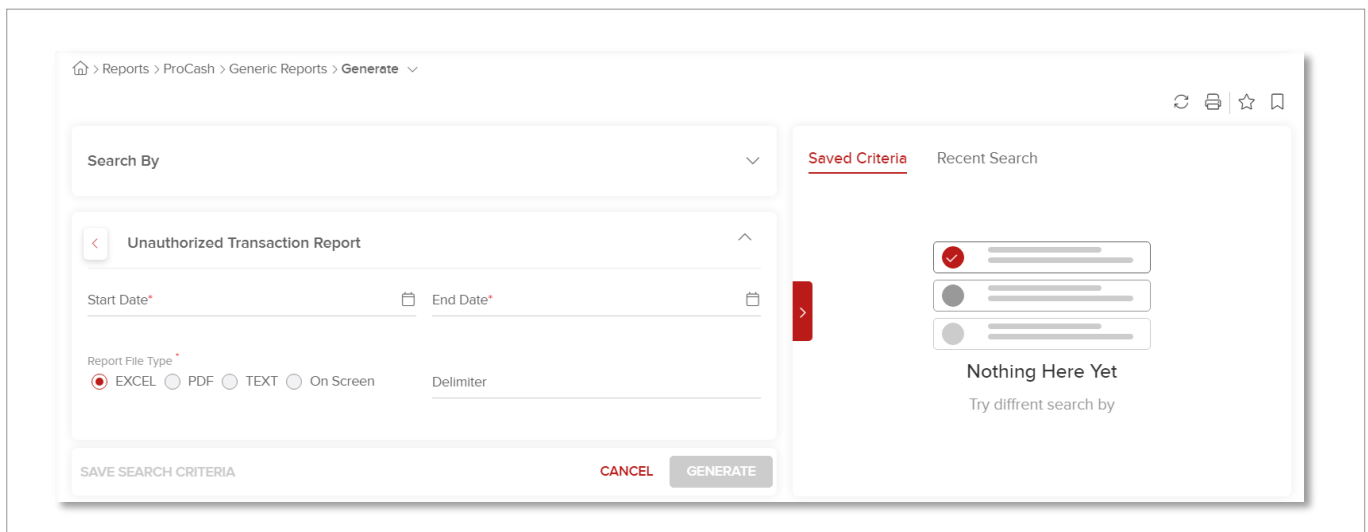 > Reports > ProCash > Generic Reports > Generate
Search By
Unauthorized Transaction Report
Start Date* End Date*
Report File Type *
EXCEL PDF TEXT On Screen Delimiter
SAVE SEARCH CRITERIA CANCEL GENERATE
Saved Criteria Recent Search
Nothing Here Yet
Try diffrent search by